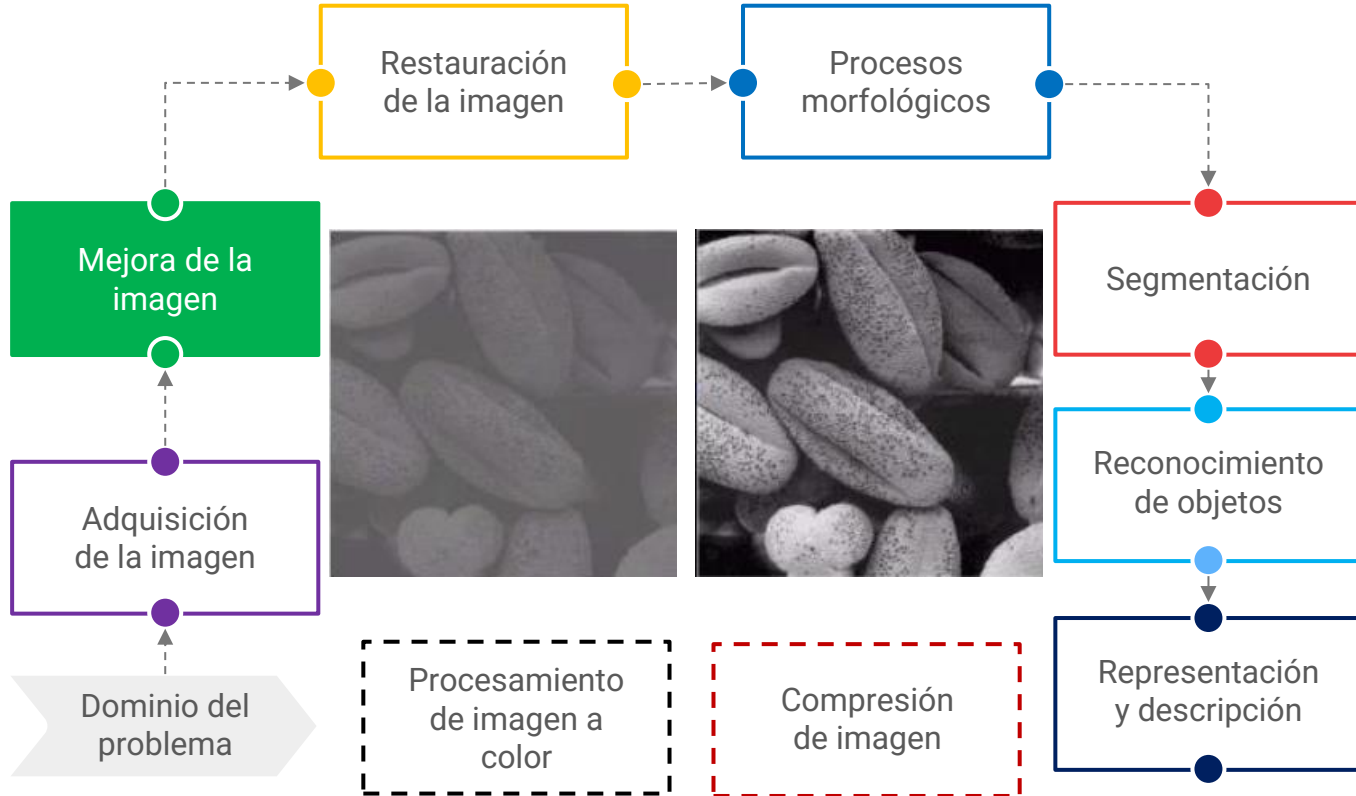 Restauración
de la imagen
Procesos
morfológicos
Mejora de la
imagen
Segmentación
Adquisición
de la imagen
Reconocimiento
de objetos
Dominio del
problema
Procesamiento
de imagen a
color
Compresión
de imagen
Representación
y descripción